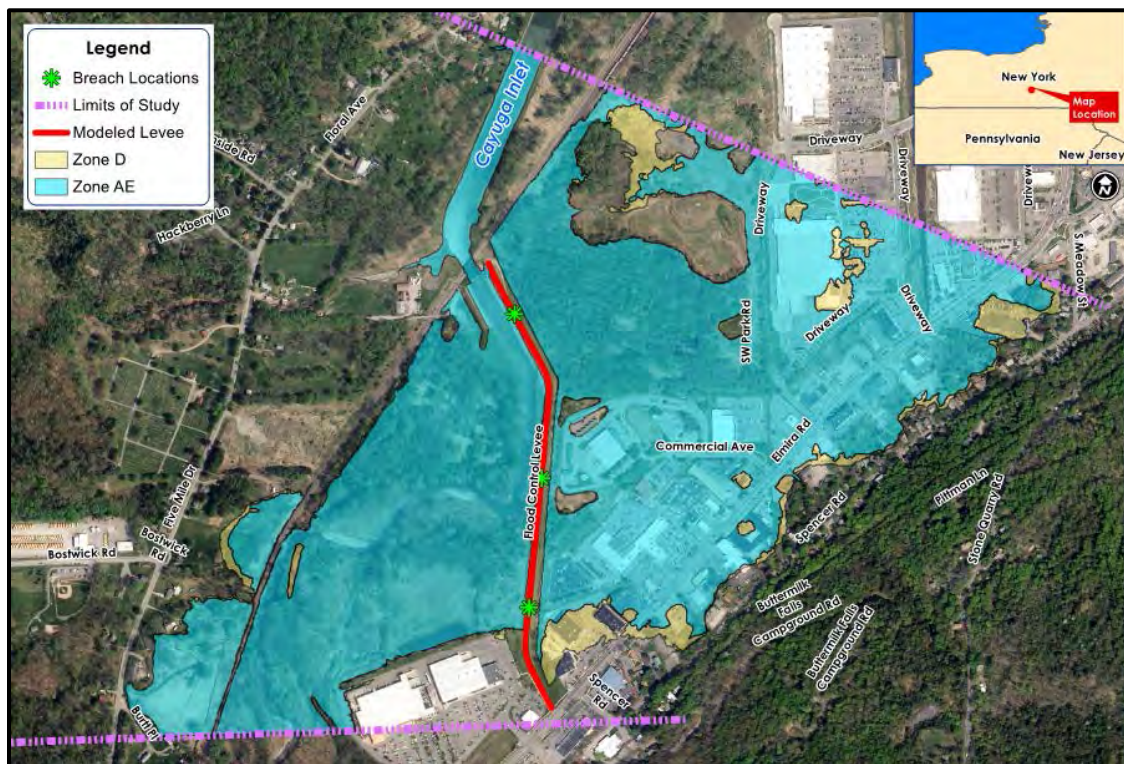 Legend
Breach Locations
Limits of Study
Modeled Levee
Zone D
Zone AE
New York
Map
Location
Pennsylvania
New Jersey
N
Cayuga Inlet
Floral Ave
side Rd
Hackberry Ln
Driveway
Driveway
Driveway
Driveway
S Meadow St
Driveway
Driveway
SW Park Rd
Flood Control Levee
Commercial Ave
Elmira Rd
Five Mile Dr
Bostwick Rd
Bostwick
Rd
Spencer Rd
Pittman Ln
Stone Quarry Rd
Buttermilk
Falls
Campground Rd
Buttermilk Falls
Campground Rd
Spencer
Rd